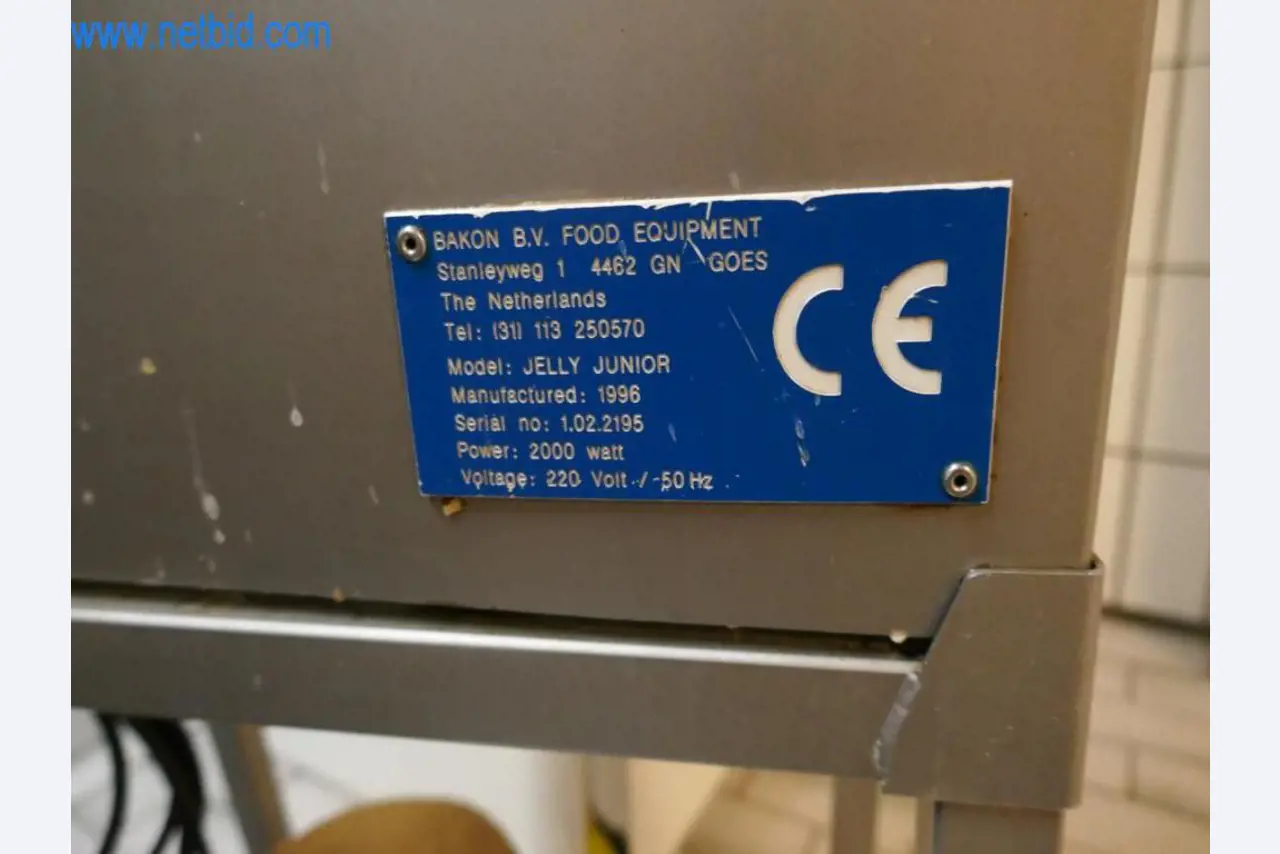 www.netbid.com
BAKON B.V. FOOD EQUIPMENT
Stanleyweg 1 4462 GN GOES
The Netherlands
Tel: (31) 113 250570
Model: JELLY JUNIOR
Manufactured: 1996
Serial no: 1.02.2195
Power: 2000 watt
Voltage: 220 Volt / 50 Hz
CE